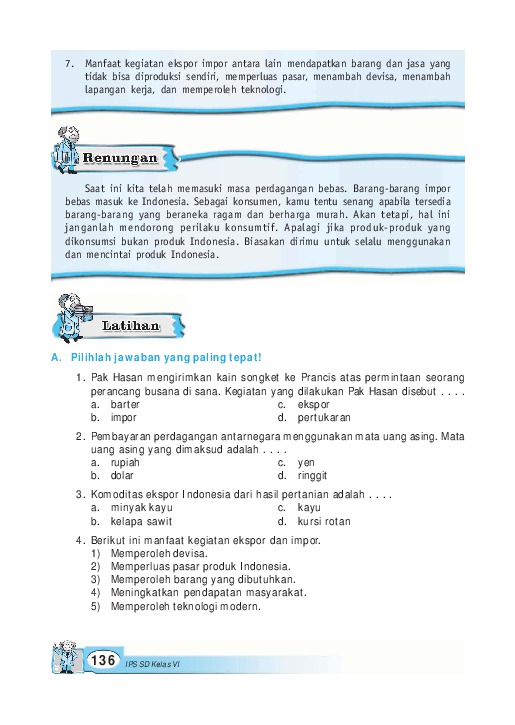 7. Manfaat kegiatan ekspor impor antara lain mendapatkan barang dan jasa yang
tidak bisa diproduksi sendiri, memperluas pasar, menambah devisa, menambah
lapangan kerja, dan memperoleh teknologi.
Renungan
Saat ini kita telah memasuki masa perdagangan bebas. Barang-barang impor
bebas masuk ke Indonesia. Sebagai konsumen, kamu tentu senang apabila tersedia
barang-barang yang beraneka ragam dan berharga murah. Akan tetapi, hal ini
janganlah mendorong perilaku konsumtif. Apalagi jika produk-produk yang
dikonsumsi bukan produk Indonesia. Biasakan dirimu untuk selalu menggunakan
dan mencintai produk Indonesia.
Latihan
A. Pilihlah jawaban yang paling tepat!
1. Pak Hasan mengirimkan kain songket ke Prancis atas permintaan seorang
perancang busana di sana. Kegiatan yang dilakukan Pak Hasan disebut . . . .
a. barter c. ekspor
b. impor d. pertukaran
2. Pembayaran perdagangan antarnegara menggunakan mata uang asing. Mata
uang asing yang dimaksud adalah . . . .
a. rupiah c. yen
b. dolar d. ringgit
3. Komoditas ekspor Indonesia dari hasil pertanian adalah . . . .
a. minyak kayu c. kayu
b. kelapa sawit d. kursi rotan
4. Berikut ini manfaat kegiatan ekspor dan impor.
1) Memperoleh devisa.
2) Memperluas pasar produk Indonesia.
3) Memperoleh barang yang dibutuhkan.
4) Meningkatkan pendapatan masyarakat.
5) Memperoleh teknologi modern.
136 IPS SD Kelas VI